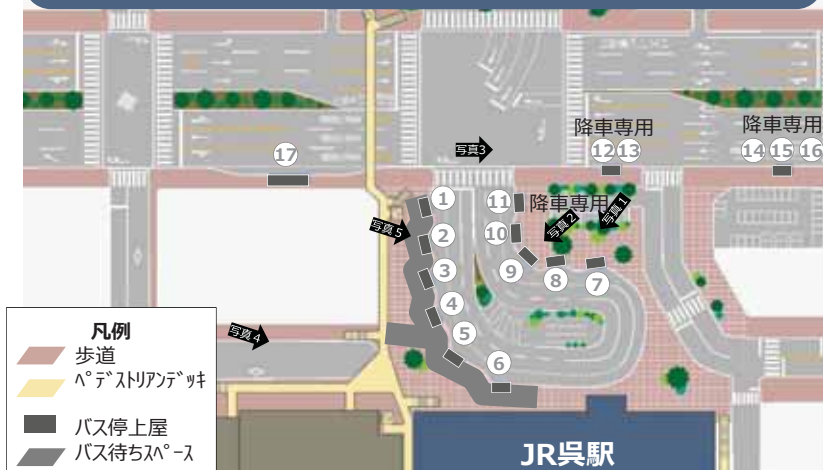 降車専用
降車専用
12 13
14 15 16
17
写真3
1
11
降車専用
写真1
写真2
写真5
2
10
3
9
8
7
4
写真4
5
6
凡例
歩道
ﾍﾟﾃﾞｽﾄﾘｱﾝﾃﾞｯｷ
バス停上屋
バス待ちｽﾍﾟｰｽ
JR呉駅